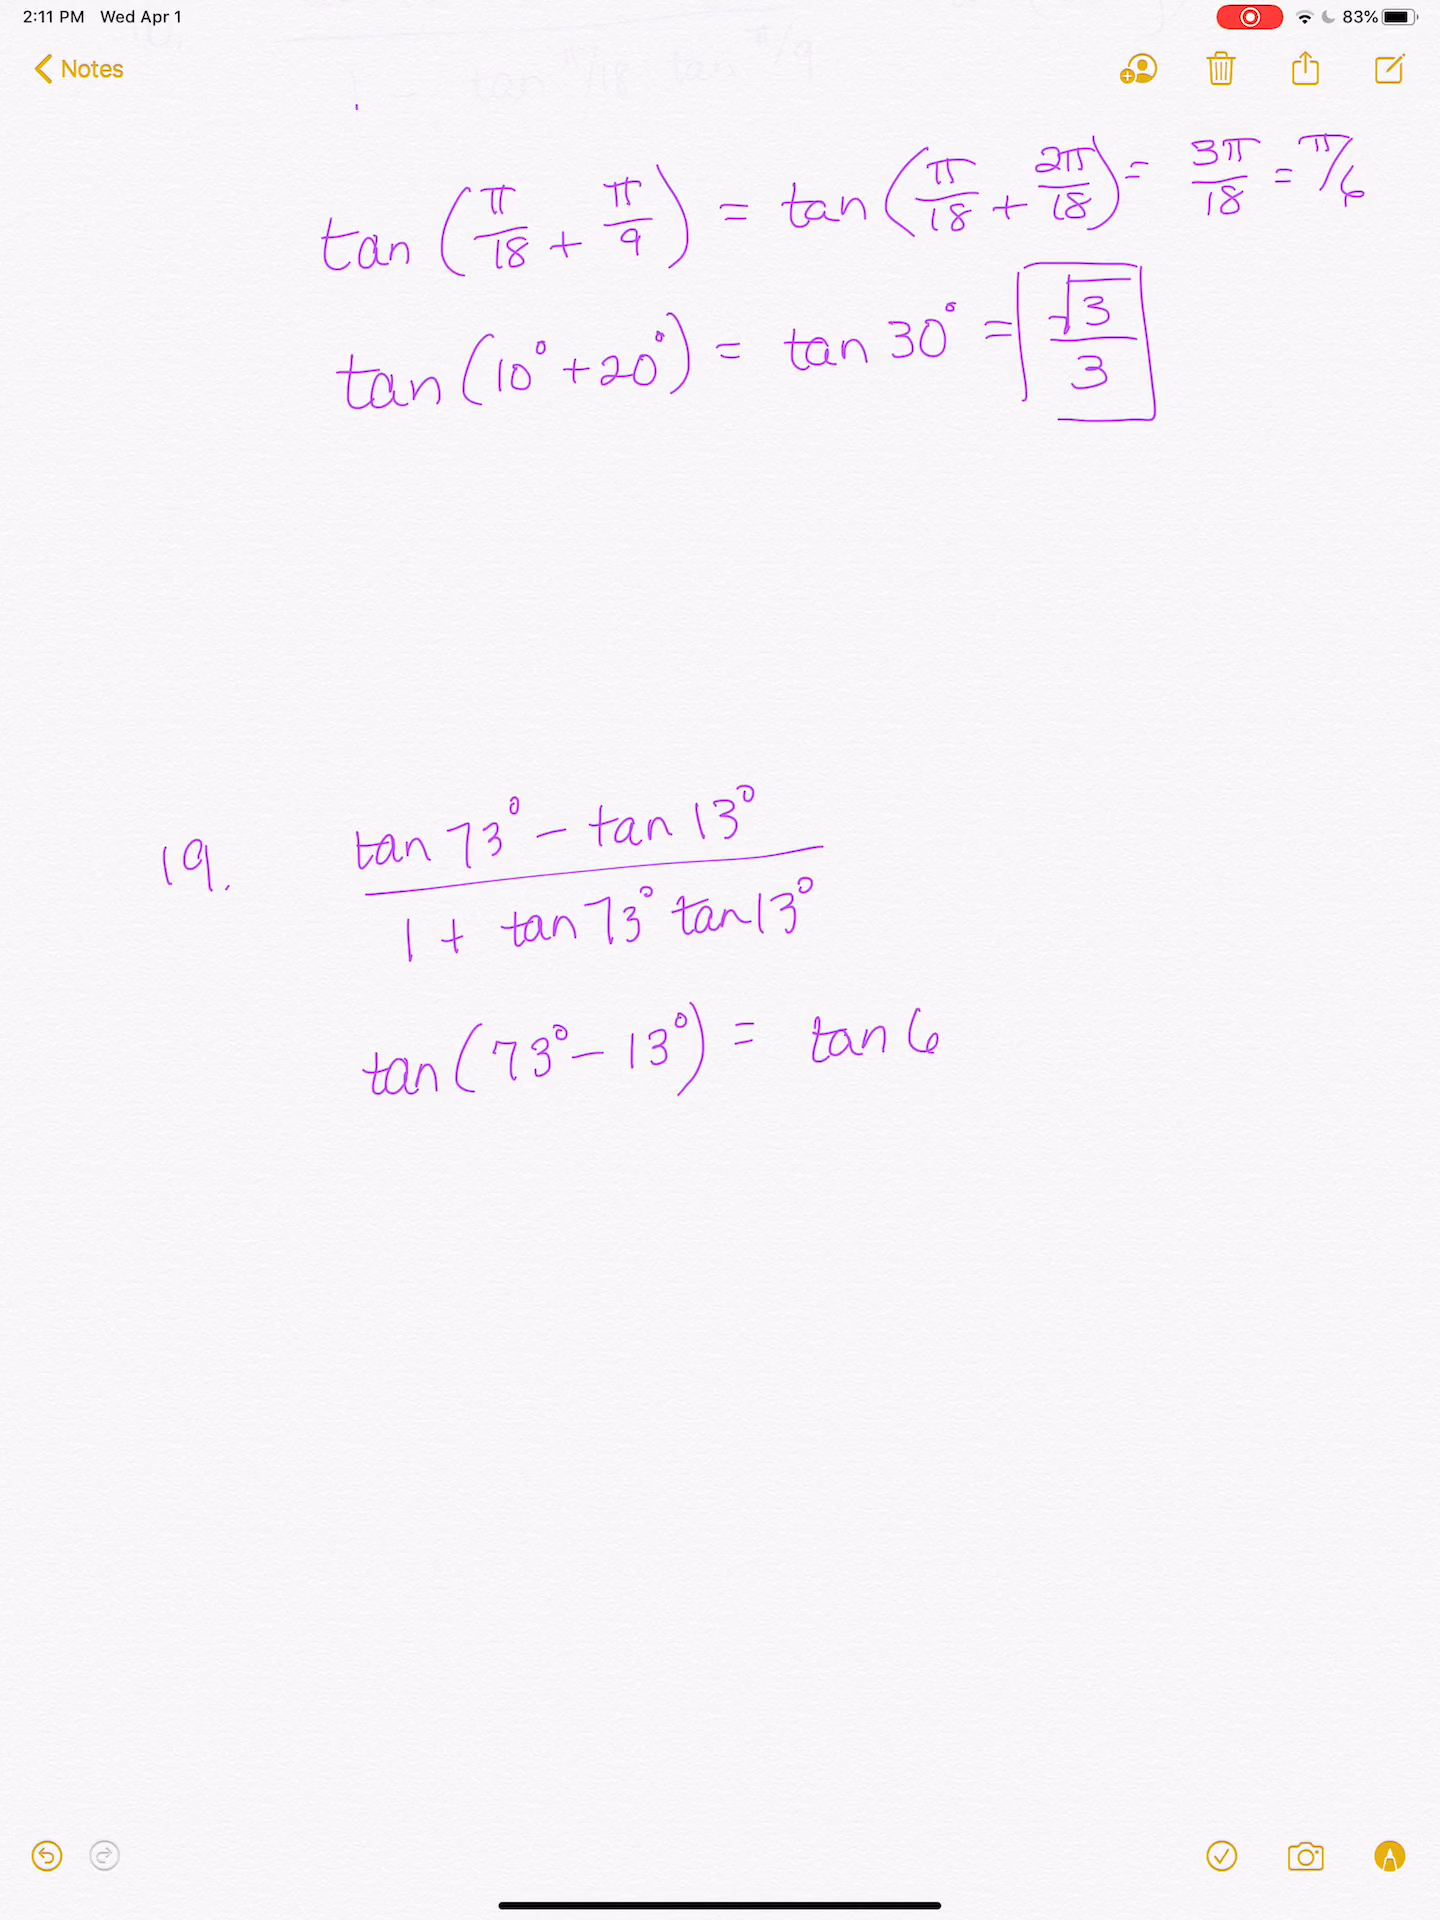 2:11 PM Wed Apr 1 83%
Notes
tan (π/18 + π/9) = tan (π/18 + 2π/18) = 3π/18 = π/6
tan (10° + 20°) = tan 30° = √3/3
19. tan 73° − tan 13°
1 + tan 73° tan 13°
tan (73° − 13°) = tan 6